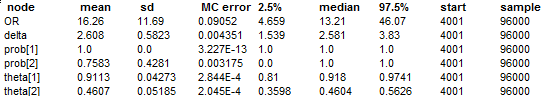 node mean sd MC error 2.5% median 97.5% start sample
OR 16.26 11.69 0.09052 4.659 13.21 46.07 4001 96000
delta 2.608 0.5823 0.004351 1.539 2.581 3.83 4001 96000
prob[1] 1.0 0.0 3.227E-13 1.0 1.0 1.0 4001 96000
prob[2] 0.7583 0.4281 0.003175 0.0 1.0 1.0 4001 96000
theta[1] 0.9113 0.04273 2.844E-4 0.81 0.918 0.9741 4001 96000
theta[2] 0.4607 0.05185 2.045E-4 0.3598 0.4604 0.5626 4001 96000